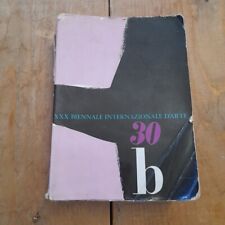 XXX BIENNALE INTERNAZIONALE D'ARTE
30
b